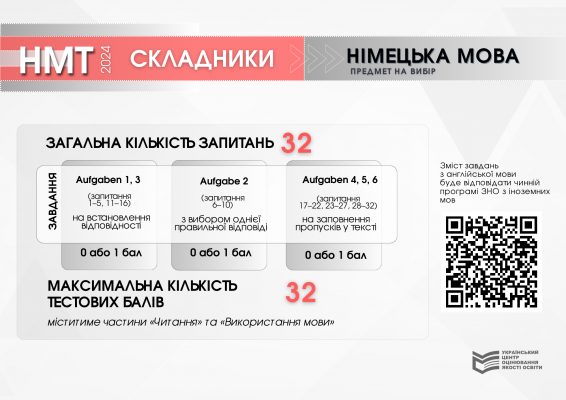 НМТ 2024 СКЛАДНИКИ
НІМЕЦЬКА МОВА
ПРЕДМЕТ НА ВИБІР
ЗАГАЛЬНА КІЛЬКІСТЬ ЗАПИТАНЬ 32
ЗАВДАННЯ
Aufgaben 1, 3
(запитання
1–5, 11–16)
на встановлення
відповідності
0 або 1 бал
Aufgabe 2
(запитання
6–10)
з вибором однієї
правильної відповіді
0 або 1 бал
Aufgaben 4, 5, 6
(запитання
17–22, 23–27, 28–32)
на заповнення
пропусків у тексті
0 або 1 бал
МАКСИМАЛЬНА КІЛЬКІСТЬ
ТЕСТОВИХ БАЛІВ
32
міститиме частини «Читання» та «Використання мови»
Зміст завдань
з англійської мови
буде відповідати чинній
програмі ЗНО з іноземних
мов
УКРАЇНСЬКИЙ
ЦЕНТР
ОЦІНЮВАННЯ
ЯКОСТІ ОСВІТИ